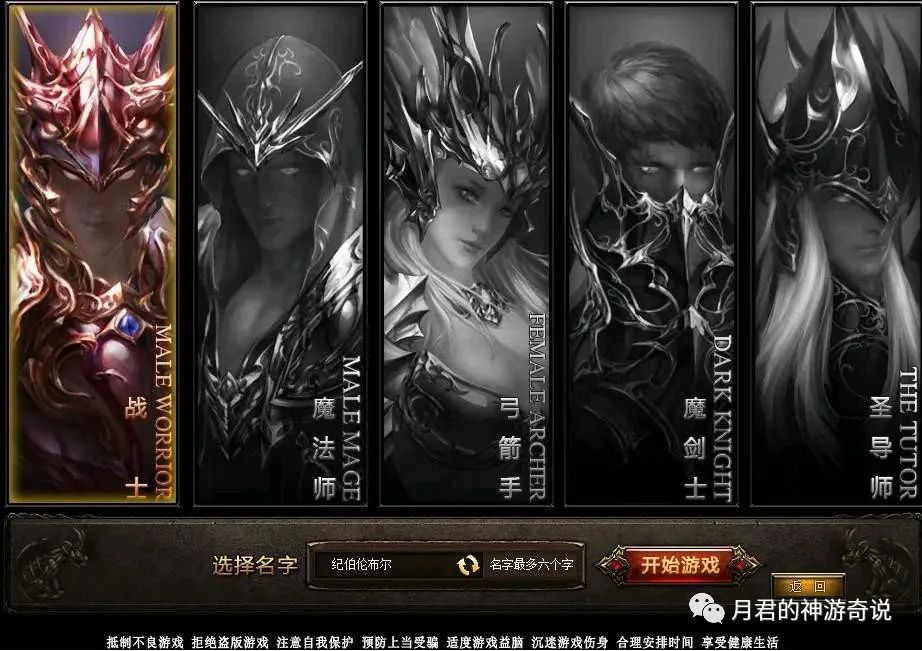 战士
MALE WORRIOR
魔法师
MALE MAGE
弓箭手
FEMALE ARCHER
魔剑士
DARK KNIGHT
圣导师
THE TUTOR
选择名字 纪伯伦布尔 名字最多六个字 开始游戏
返回
月君的神游奇说
抵制不良游戏 拒绝盗版游戏 注意自我保护 预防上当受骗 适度游戏益脑 沉迷游戏伤身 合理安排时间 享受健康生活